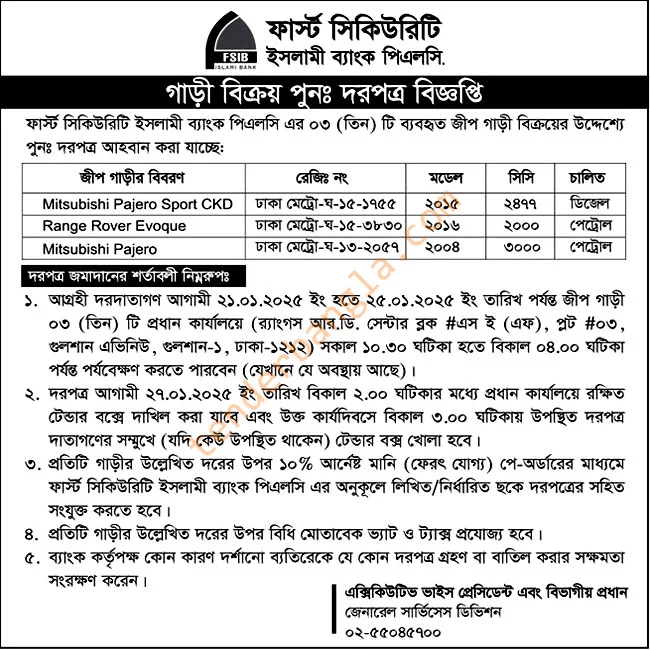 FSIB
ISLAMI BANK
ফার্স্ট সিকিউরিটি
ইসলামী ব্যাংক পিএলসি.
গাড়ী বিক্রয় পুনঃ দরপত্র বিজ্ঞপ্তি
ফার্স্ট সিকিউরিটি ইসলামী ব্যাংক পিএলসি এর ০৩ (তিন) টি ব্যবহৃত জীপ গাড়ী বিক্রয়ের উদ্দেশ্যে
পুনঃ দরপত্র আহবান করা যাচ্ছে:
জীপ গাড়ীর বিবরণ রেজিঃ নং মডেল সিসি চালিত
Mitsubishi Pajero Sport CKD ঢাকা মেট্রো-ঘ-১৫-১৭৫৫ ২০১৫ ২৪৭৭ ডিজেল
Range Rover Evoque ঢাকা মেট্রো-ঘ-১৫-৩৮৩০ ২০১৬ ২০০০ পেট্রোল
Mitsubishi Pajero ঢাকা মেট্রো-ঘ-১৩-২০৫৭ ২০০৪ ৩০০০ পেট্রোল
দরপত্র জমাদানের শর্তাবলী নিম্নরুপঃ
১. আগ্রহী দরদাতাগণ আগামী ২১.০১.২০২৫ ইং হতে ২৫.০১.২০২৫ ইং তারিখ পর্যন্ত জীপ গাড়ী
০৩ (তিন) টি প্রধান কার্যালয়ে (র‍্যাংগস আর.ডি. সেন্টার ব্লক #এস ই (এফ), প্লট #০৩,
গুলশান এভিনিউ, গুলশান-১, ঢাকা-১২১২) সকাল ১০.৩০ ঘটিকা হতে বিকাল ০৪.০০ ঘটিকা
পর্যন্ত পর্যবেক্ষণ করতে পারবেন (যেখানে যে অবস্থায় আছে)।
২. দরপত্র আগামী ২৭.০১.২০২৫ ইং তারিখ বিকাল ২.০০ ঘটিকার মধ্যে প্রধান কার্যালয়ে রক্ষিত
টেন্ডার বক্সে দাখিল করা যাবে এবং উক্ত কার্যদিবসে বিকাল ৩.০০ ঘটিকায় উপস্থিত দরপত্র
দাতাগণের সম্মুখে (যদি কেউ উপস্থিত থাকেন) টেন্ডার বক্স খোলা হবে।
৩. প্রতিটি গাড়ীর উল্লেখিত দরের উপর ১০% আর্নেষ্ট মানি (ফেরৎ যোগ্য) পে-অর্ডারের মাধ্যমে
ফার্স্ট সিকিউরিটি ইসলামী ব্যাংক পিএলসি এর অনুকূলে লিখিত/নির্ধারিত ছকে দরপত্রের সহিত
সংযুক্ত করতে হবে।
৪. প্রতিটি গাড়ীর উল্লেখিত দরের উপর বিধি মোতাবেক ভ্যাট ও ট্যাক্স প্রযোজ্য হবে।
৫. ব্যাংক কর্তৃপক্ষ কোন কারণ দর্শানো ব্যতিরেকে যে কোন দরপত্র গ্রহণ বা বাতিল করার সক্ষমতা
সংরক্ষণ করেন।
এক্সিকিউটিভ ভাইস প্রেসিডেন্ট এবং বিভাগীয় প্রধান
জেনারেল সার্ভিসেস ডিভিশন
০২-৫৫০৪৫৭০০
tenderbangla.com